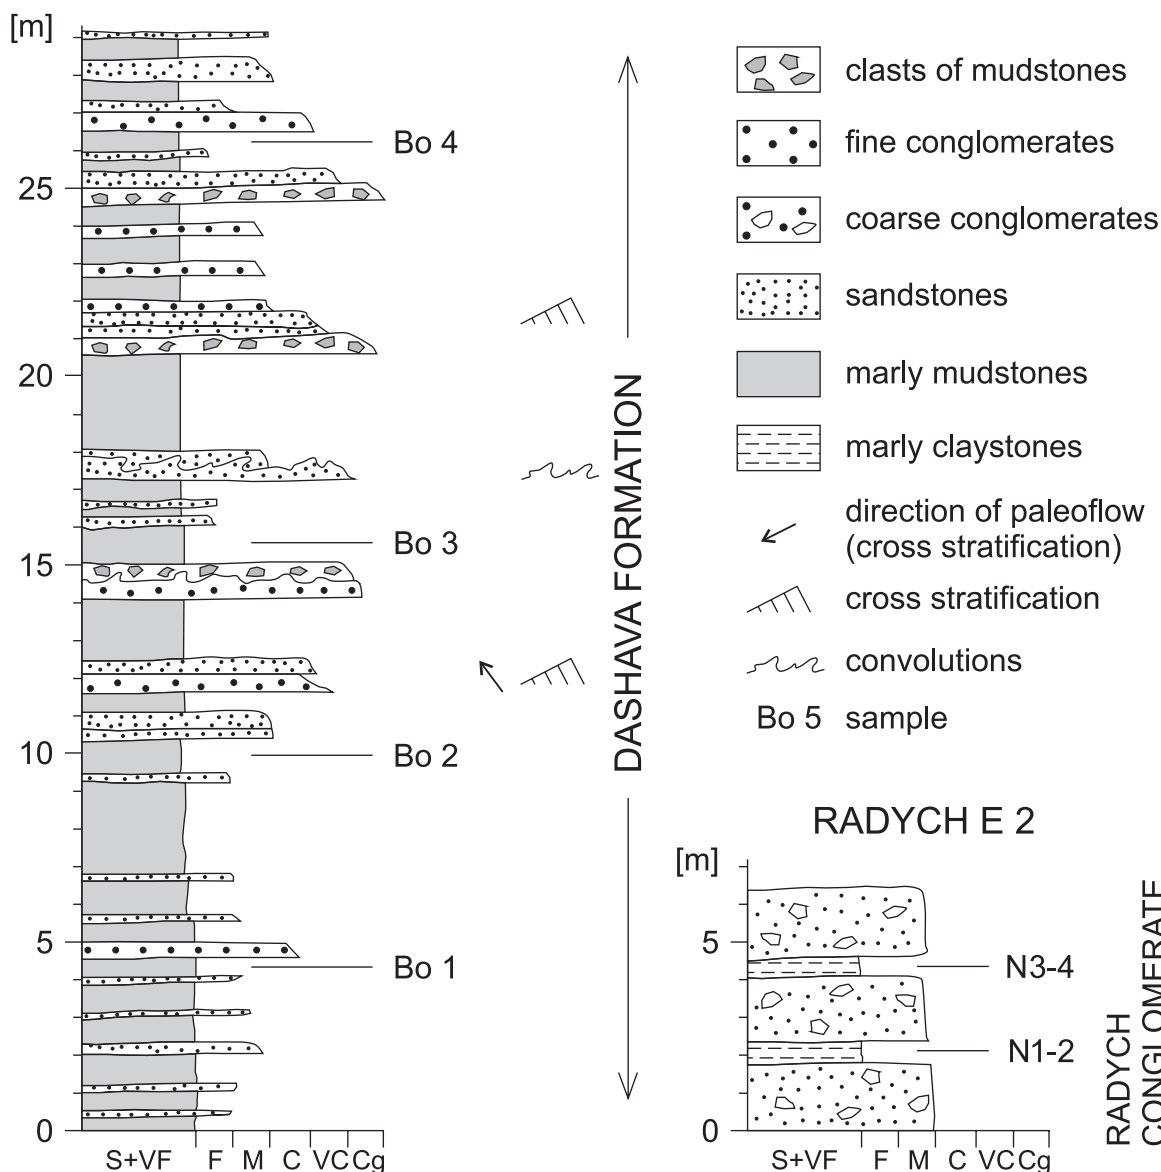 [m]
25
20
15
10
5
0
S+VF F M C VC Cg
Bo 4
Bo 3
Bo 2
Bo 1
DASHAVA FORMATION
clasts of mudstones
fine conglomerates
coarse conglomerates
sandstones
marly mudstones
marly claystones
direction of paleoflow
(cross stratification)
cross stratification
convolutions
Bo 5 sample
RADYCH E 2
[m]
5
0
N3-4
N1-2
S+VF F M C VC Cg
RADYCH
CONGLOMERATE